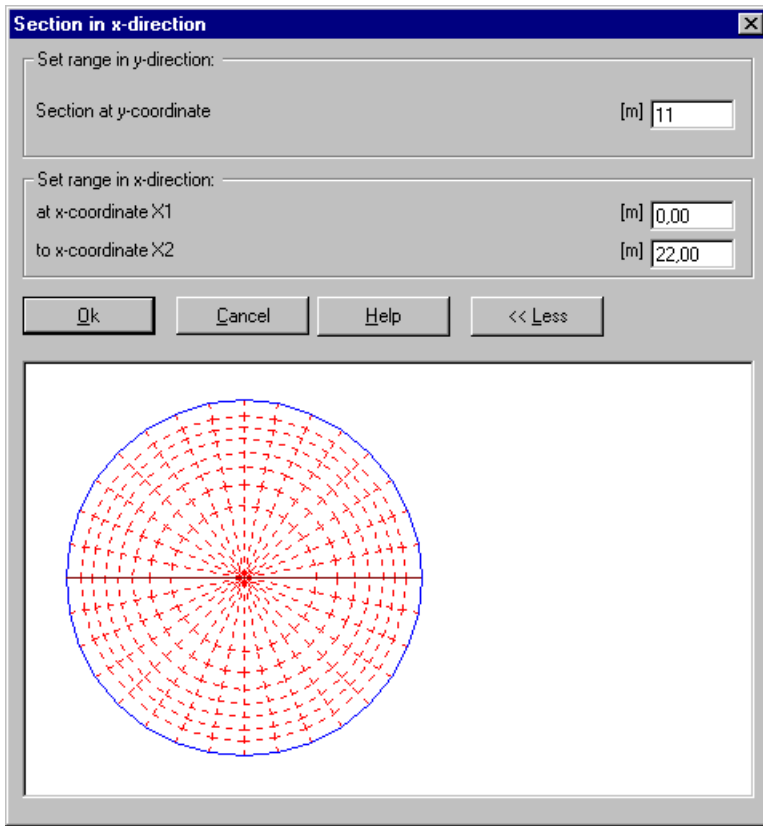 Section in x-direction
Set range in y-direction:
Section at y-coordinate [m] 11
Set range in x-direction:
at x-coordinate X1 [m] 0,00
to x-coordinate X2 [m] 22,00
Ok Cancel Help << Less